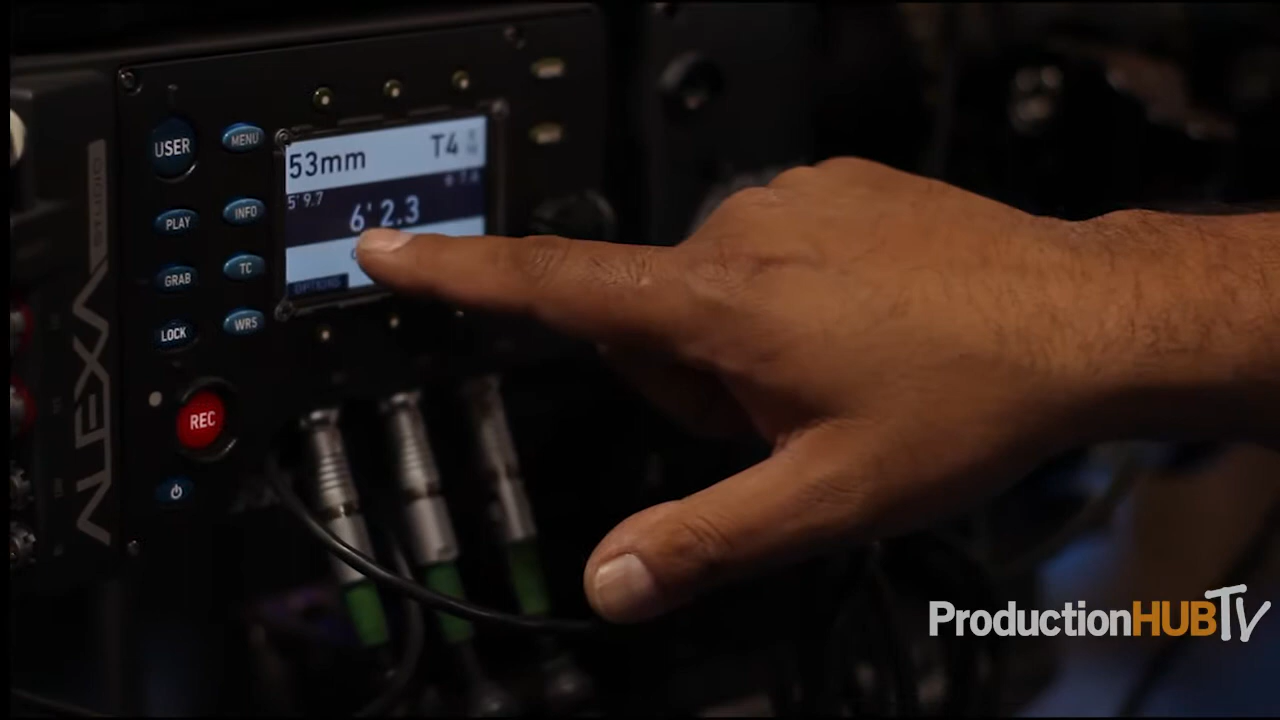 USER
MENU
PLAY
INFO
GRAB
TC
LOCK
WRS
REC
ALEXA
53mm
T4
5' 9.7
6' 2.3
OPTIONS
ProductionHUBTV